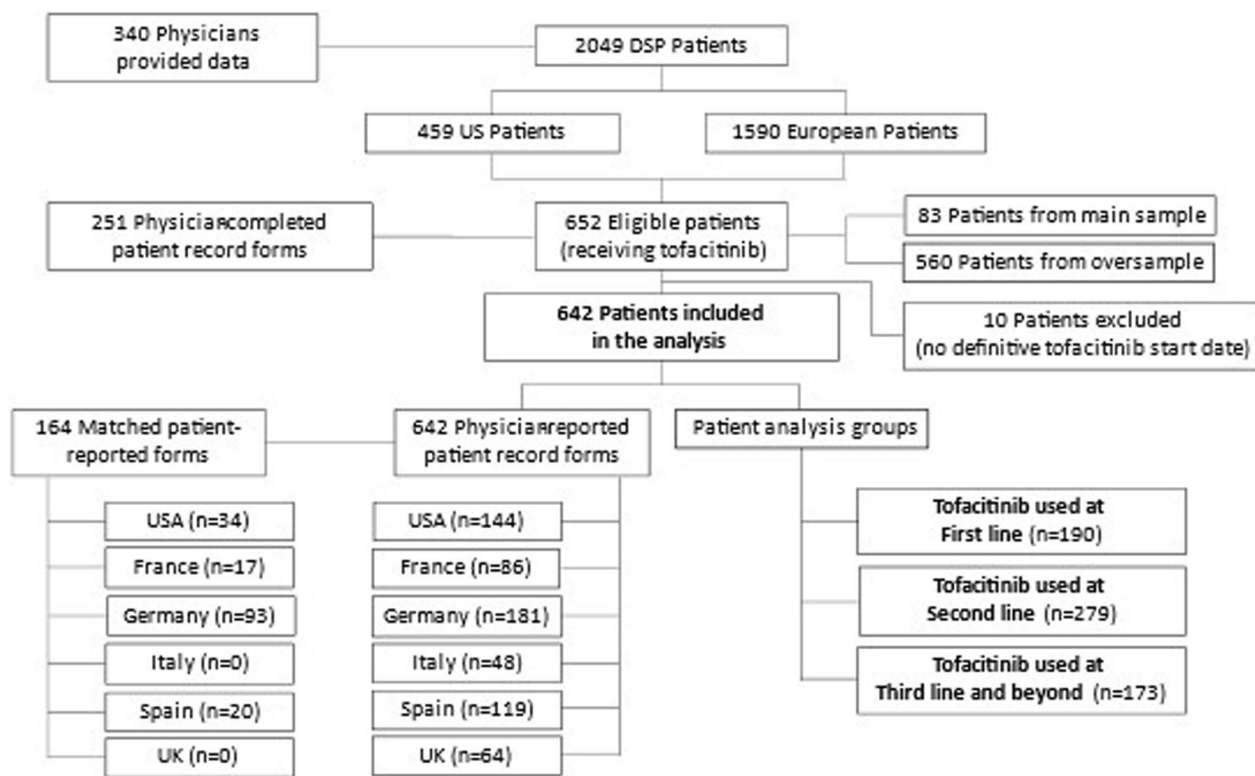 340 Physicians
provided data
2049 DSP Patients
459 US Patients
1590 European Patients
251 Physician-completed
patient record forms
652 Eligible patients
(receiving tofacitinib)
83 Patients from main sample
560 Patients from oversample
642 Patients included
in the analysis
10 Patients excluded
(no definitive tofacitinib start date)
164 Matched patient-
reported forms
642 Physician-reported
patient record forms
Patient analysis groups
USA (n=34)
France (n=17)
Germany (n=93)
Italy (n=0)
Spain (n=20)
UK (n=0)
USA (n=144)
France (n=86)
Germany (n=181)
Italy (n=48)
Spain (n=119)
UK (n=64)
Tofacitinib used at
First line (n=190)
Tofacitinib used at
Second line (n=279)
Tofacitinib used at
Third line and beyond (n=173)